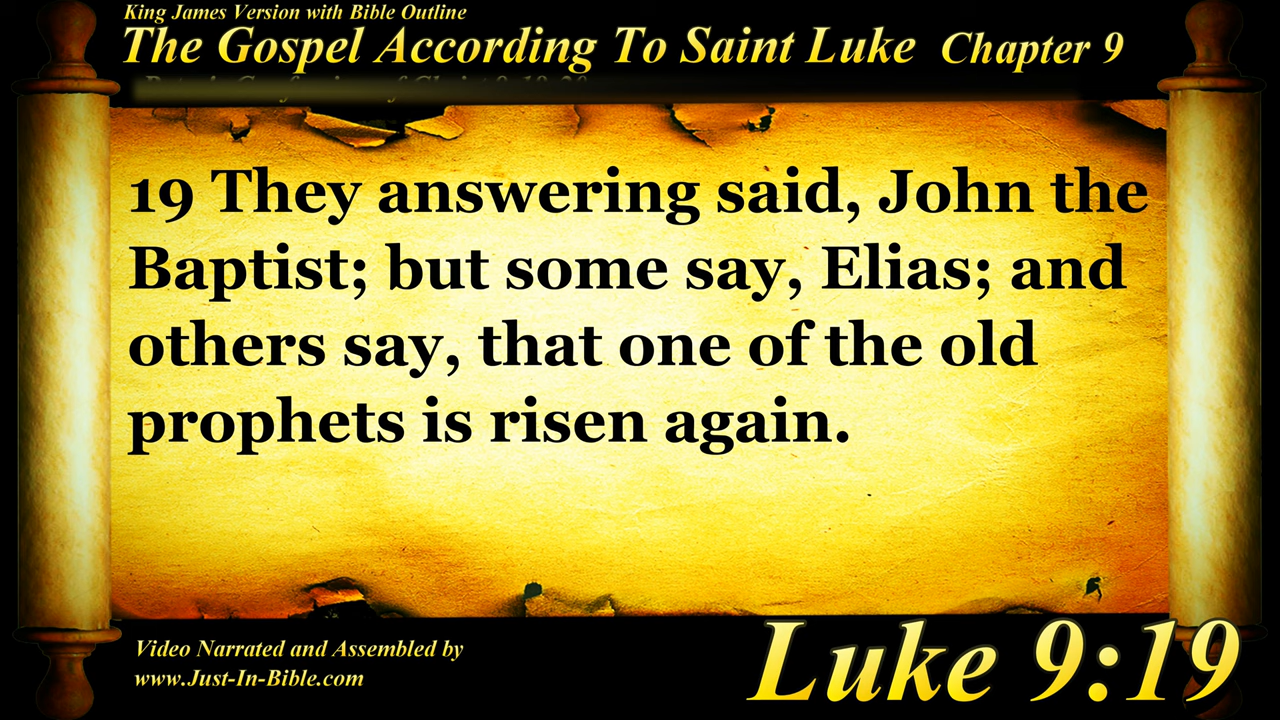 King James Version with Bible Outline
The Gospel According To Saint Luke Chapter 9
19 They answering said, John the
Baptist; but some say, Elias; and
others say, that one of the old
prophets is risen again.
Video Narrated and Assembled by
www.Just-In-Bible.com
Luke 9:19